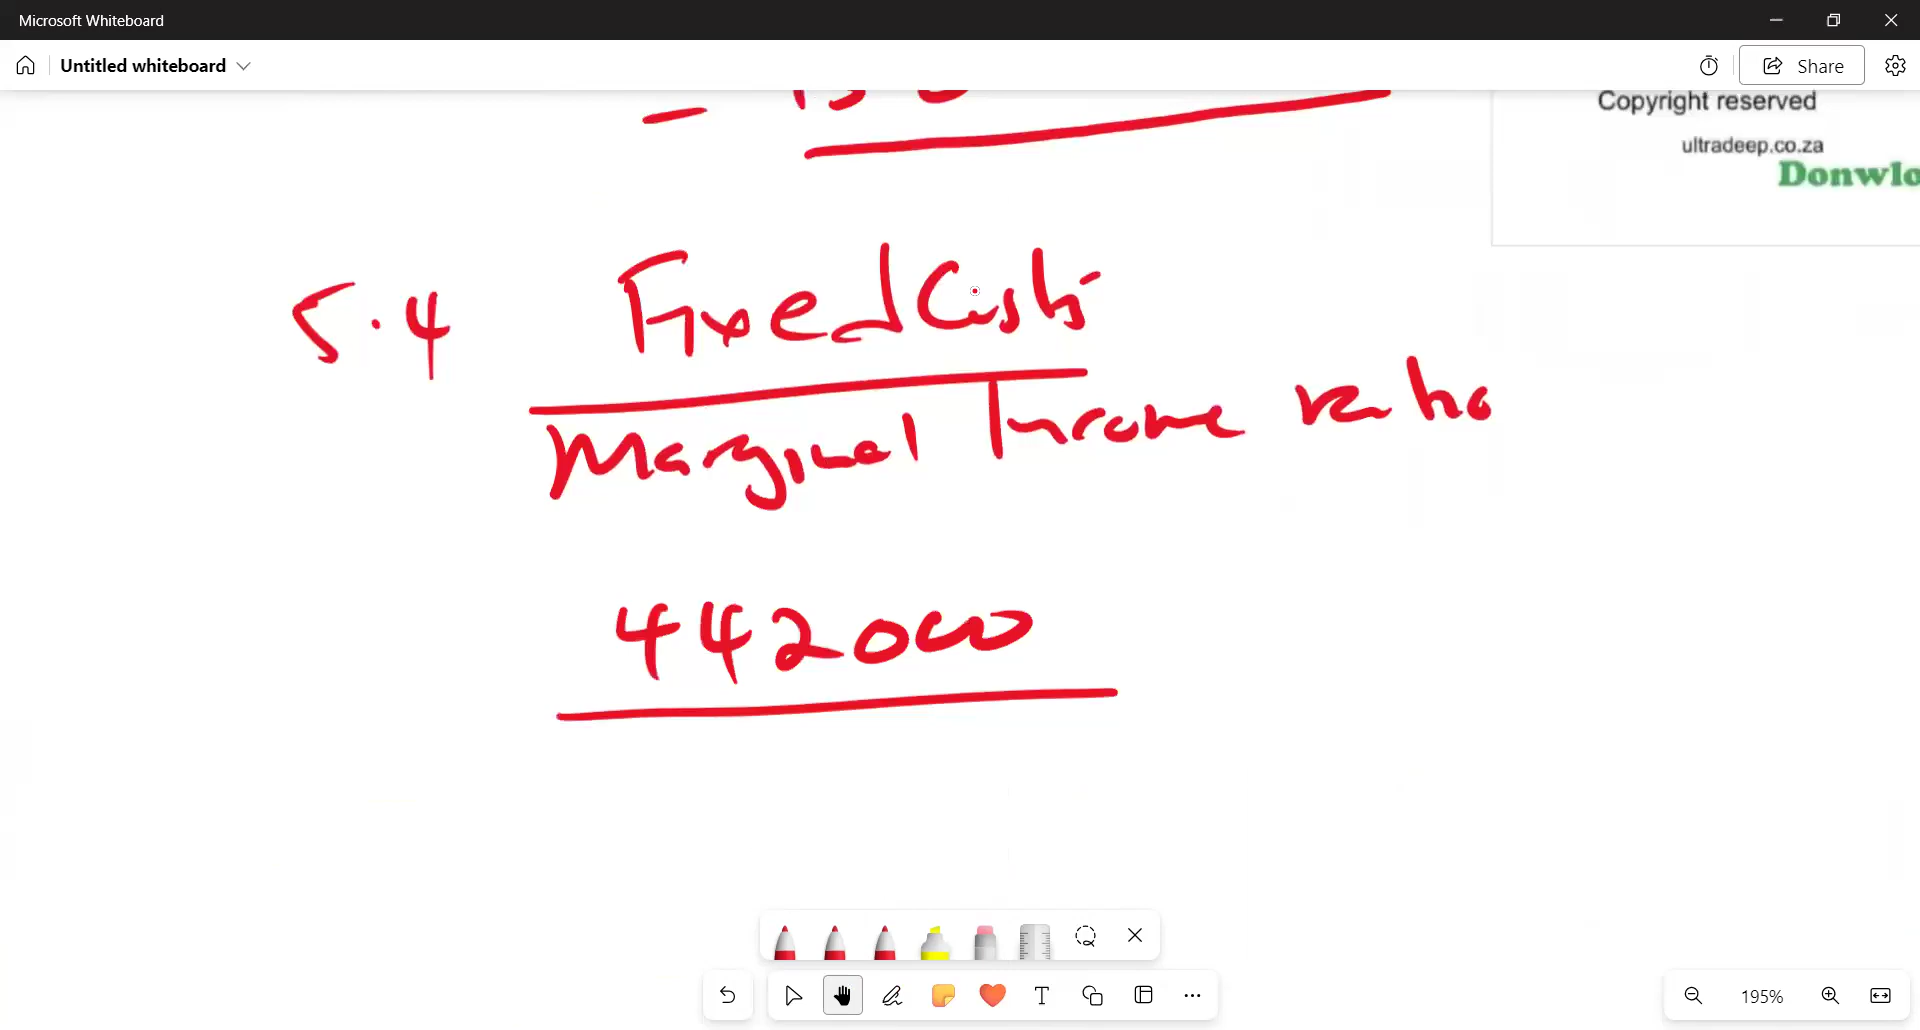 Microsoft Whiteboard
Untitled whiteboard
Share
Copyright reserved
ultradeep.co.za
Donwlo
5.4 Fixed Costs
Marginal Income ratio
442000
T
195%